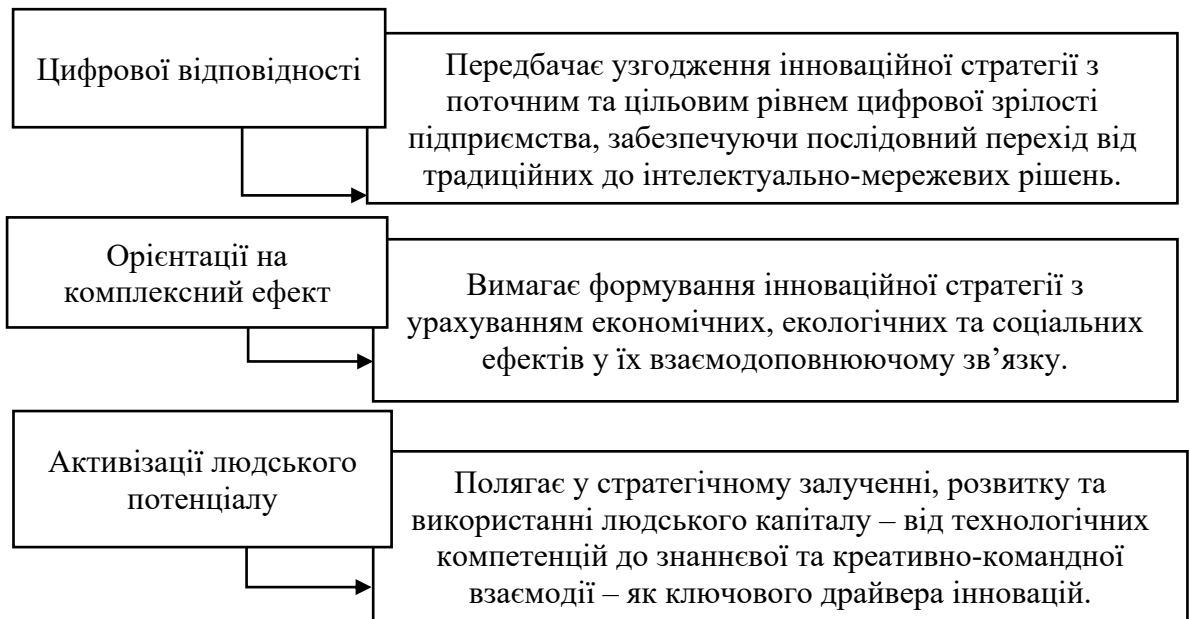 Цифрової відповідності
Передбачає узгодження інноваційної стратегії з
поточним та цільовим рівнем цифрової зрілості
підприємства, забезпечуючи послідовний перехід від
традиційних до інтелектуально-мережевих рішень.
Орієнтації на
комплексний ефект
Вимагає формування інноваційної стратегії з
урахуванням економічних, екологічних та соціальних
ефектів у їх взаємодоповнюючому зв’язку.
Активізації людського
потенціалу
Полягає у стратегічному залученні, розвитку та
використанні людського капіталу – від технологічних
компетенцій до знаннєвої та креативно-командної
взаємодії – як ключового драйвера інновацій.